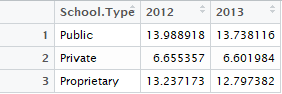 School.Type 2012 2013
1 Public 13.988918 13.738116
2 Private 6.655357 6.601984
3 Proprietary 13.237173 12.797382